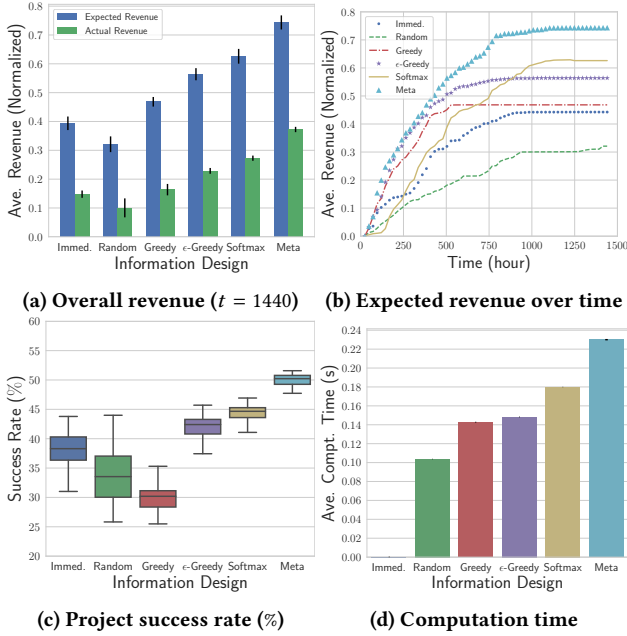 0.8
0.7
0.6
0.5
0.4
0.3
0.2
0.1
0.0
Ave. Revenue (Normalized)
Expected Revenue
Actual Revenue
Immed. Random Greedy ϵ-Greedy Softmax Meta
Information Design
(a) Overall revenue (t = 1440)
0.8
0.7
0.6
0.5
0.4
0.3
0.2
0.1
0.0
Ave. Revenue (Normalized)
Immed.
Random
Greedy
ϵ-Greedy
Softmax
Meta
250 500 750 1000 1250 1500
Time (hour)
(b) Expected revenue over time
60
55
50
45
40
35
30
25
20
Success Rate (%)
Immed. Random Greedy ϵ-Greedy Softmax Meta
Information Design
(c) Project success rate (%)
0.24
0.22
0.20
0.18
0.16
0.14
0.12
0.10
0.08
0.06
0.04
0.02
0.00
Ave. Compt. Time (s)
Immed. Random Greedy ϵ-Greedy Softmax Meta
Information Design
(d) Computation time